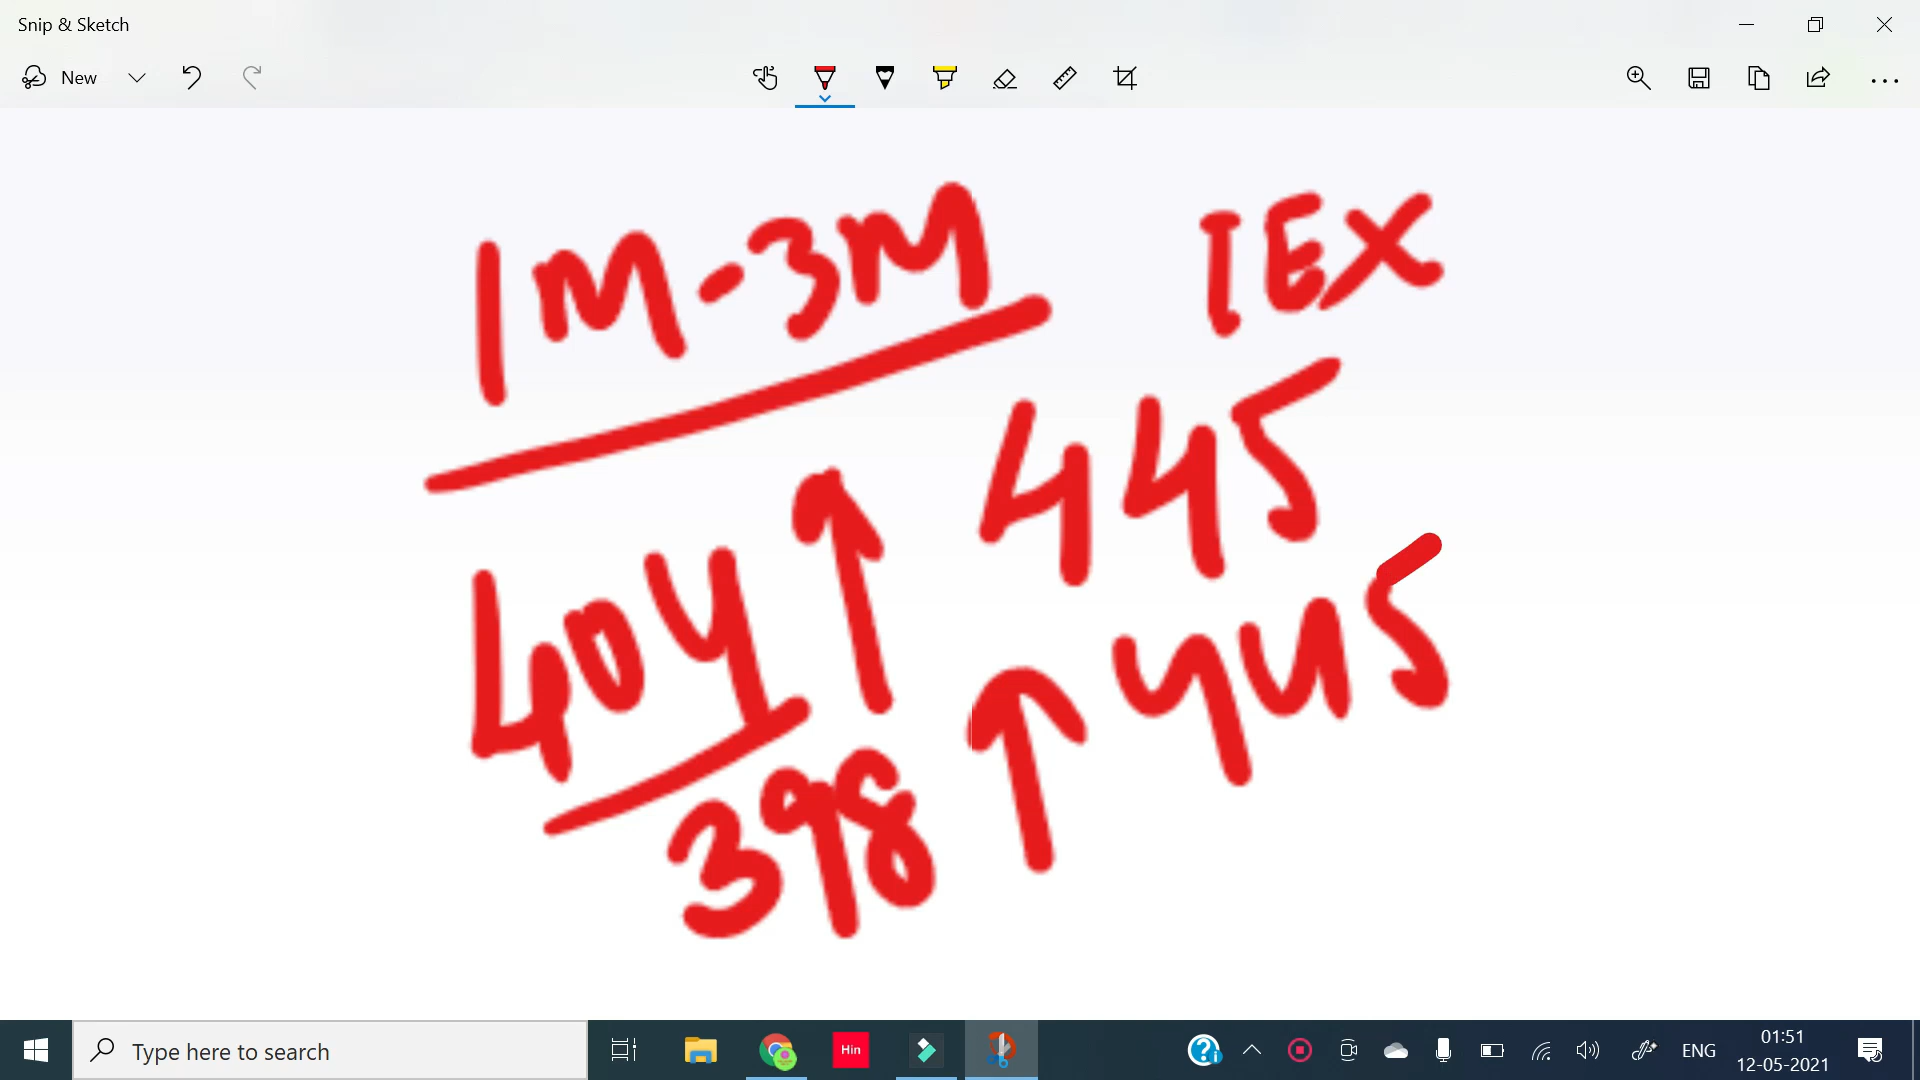 Snip & Sketch
New
1M-3M IEX
445
404
445
398
Type here to search
Hin
ENG
01:51
12-05-2021